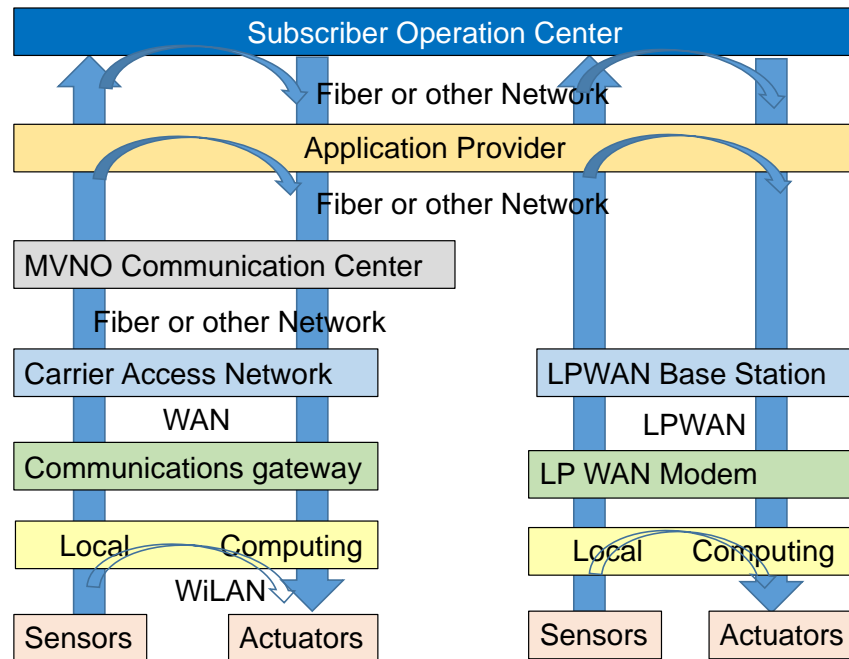 Subscriber Operation Center
Fiber or other Network
Application Provider
Fiber or other Network
MVNO Communication Center
Fiber or other Network
Carrier Access Network
LPWAN Base Station
WAN
LPWAN
Communications gateway
LP WAN Modem
Local Computing
Local Computing
WiLAN
Sensors
Actuators
Sensors
Actuators